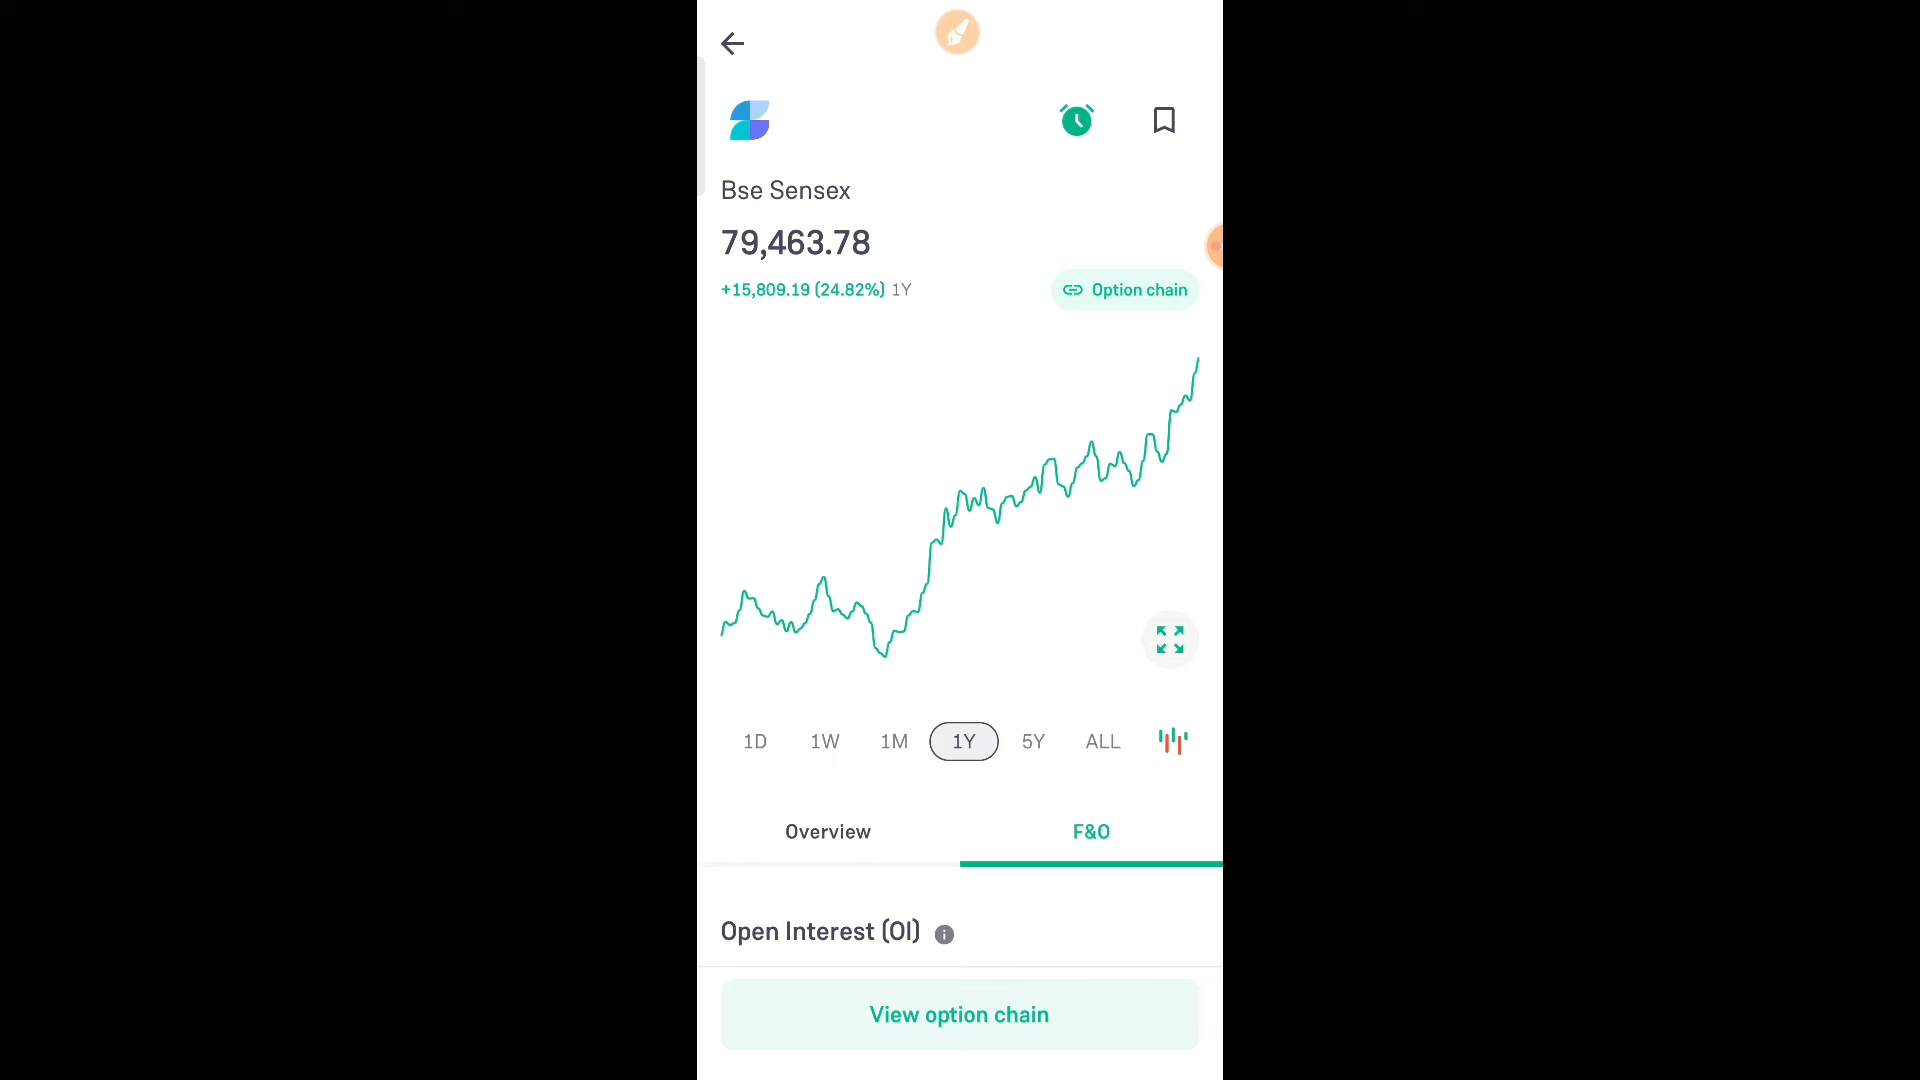 Bse Sensex
79,463.78
+15,809.19 (24.82%) 1Y
Option chain
1D 1W 1M 1Y 5Y ALL
Overview F&O
Open Interest (OI)
View option chain